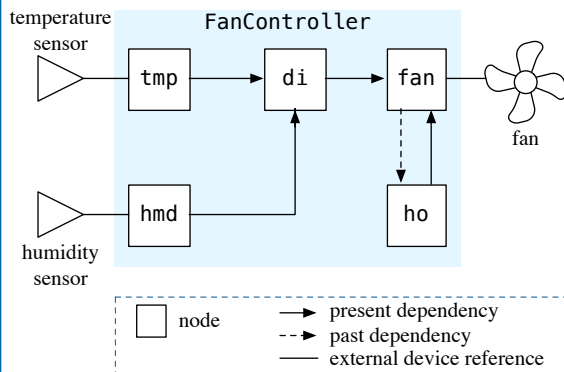 temperature
sensor
FanController
tmp
di
fan
fan
hmd
ho
humidity
sensor
node
present dependency
past dependency
external device reference